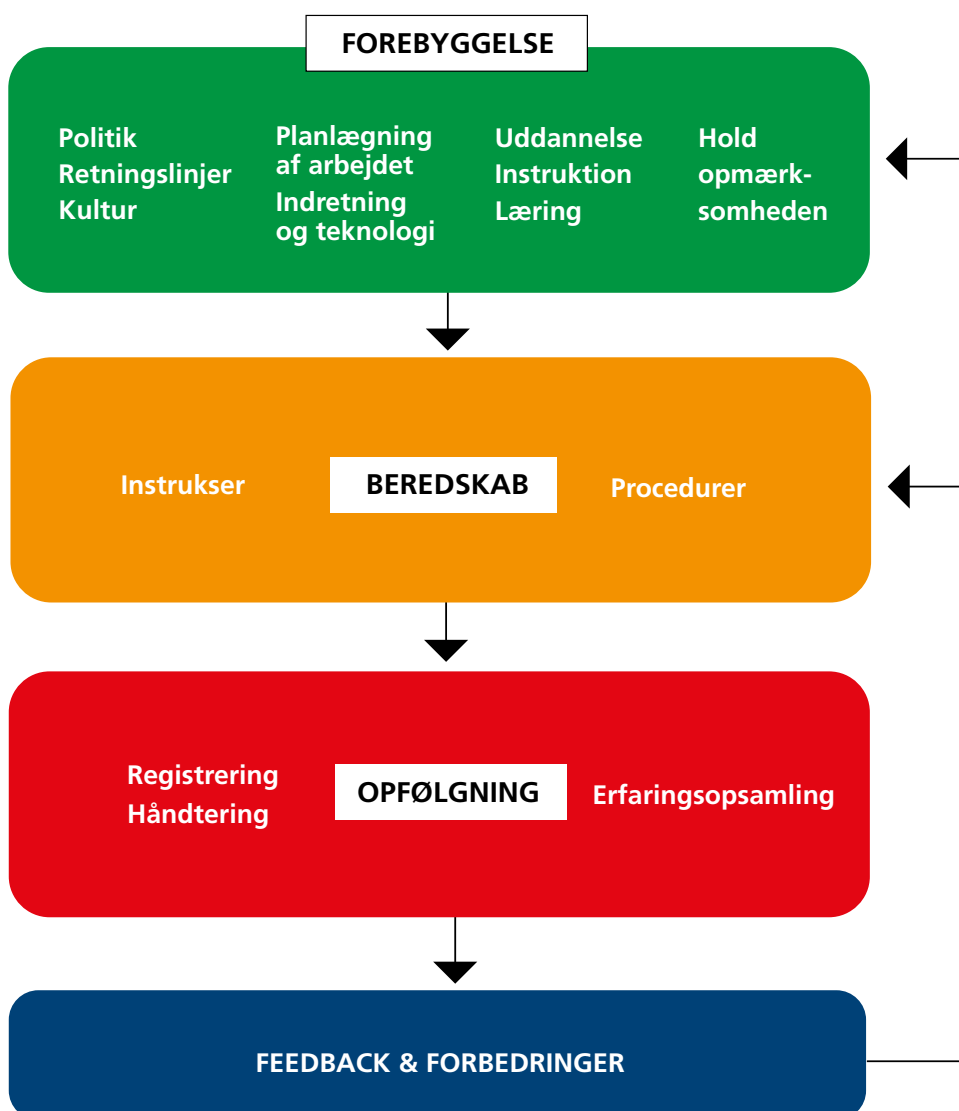 FOREBYGGELSE
Politik
Retningslinjer
Kultur
Planlægning
af arbejdet
Indretning
og teknologi
Uddannelse
Instruktion
Læring
Hold
opmærk-
somheden
Instrukser
BEREDSKAB
Procedurer
Registrering
Håndtering
OPFØLGNING
Erfaringsopsamling
FEEDBACK & FORBEDRINGER